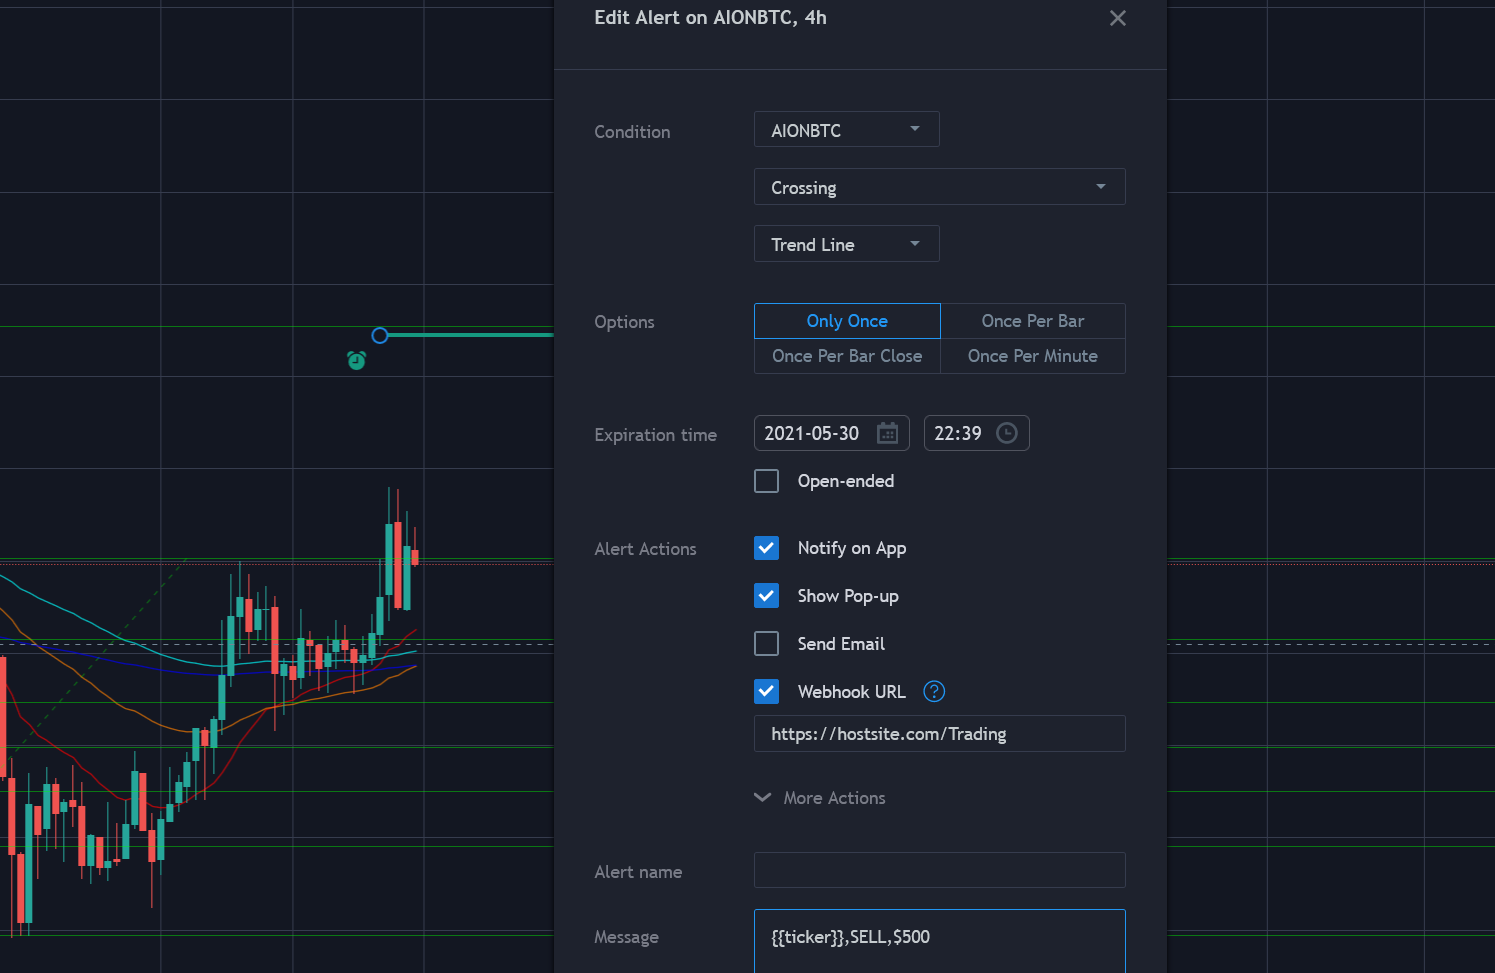 Edit Alert on AIONBTC, 4h
Condition
AIONBTC
Crossing
Trend Line
Options
Only Once
Once Per Bar
Once Per Bar Close
Once Per Minute
Expiration time
2021-05-30
22:39
Open-ended
Alert Actions
Notify on App
Show Pop-up
Send Email
Webhook URL ?
https://hostsite.com/Trading
More Actions
Alert name
Message
{{ticker}},SELL,$500